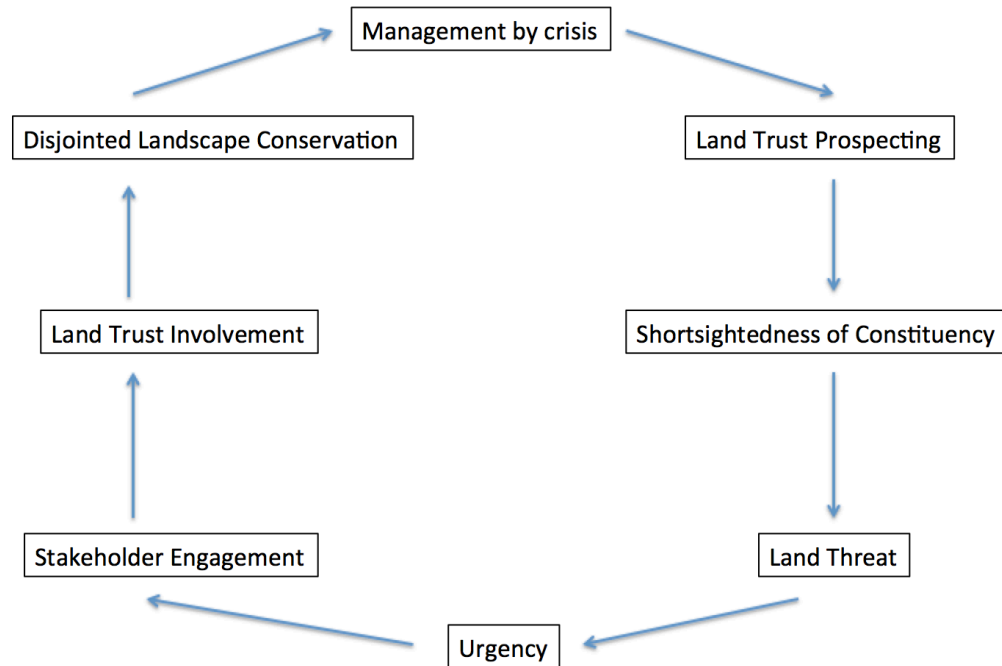 Management by crisis
Disjointed Landscape Conservation
Land Trust Prospecting
Land Trust Involvement
Shortsightedness of Constituency
Stakeholder Engagement
Land Threat
Urgency